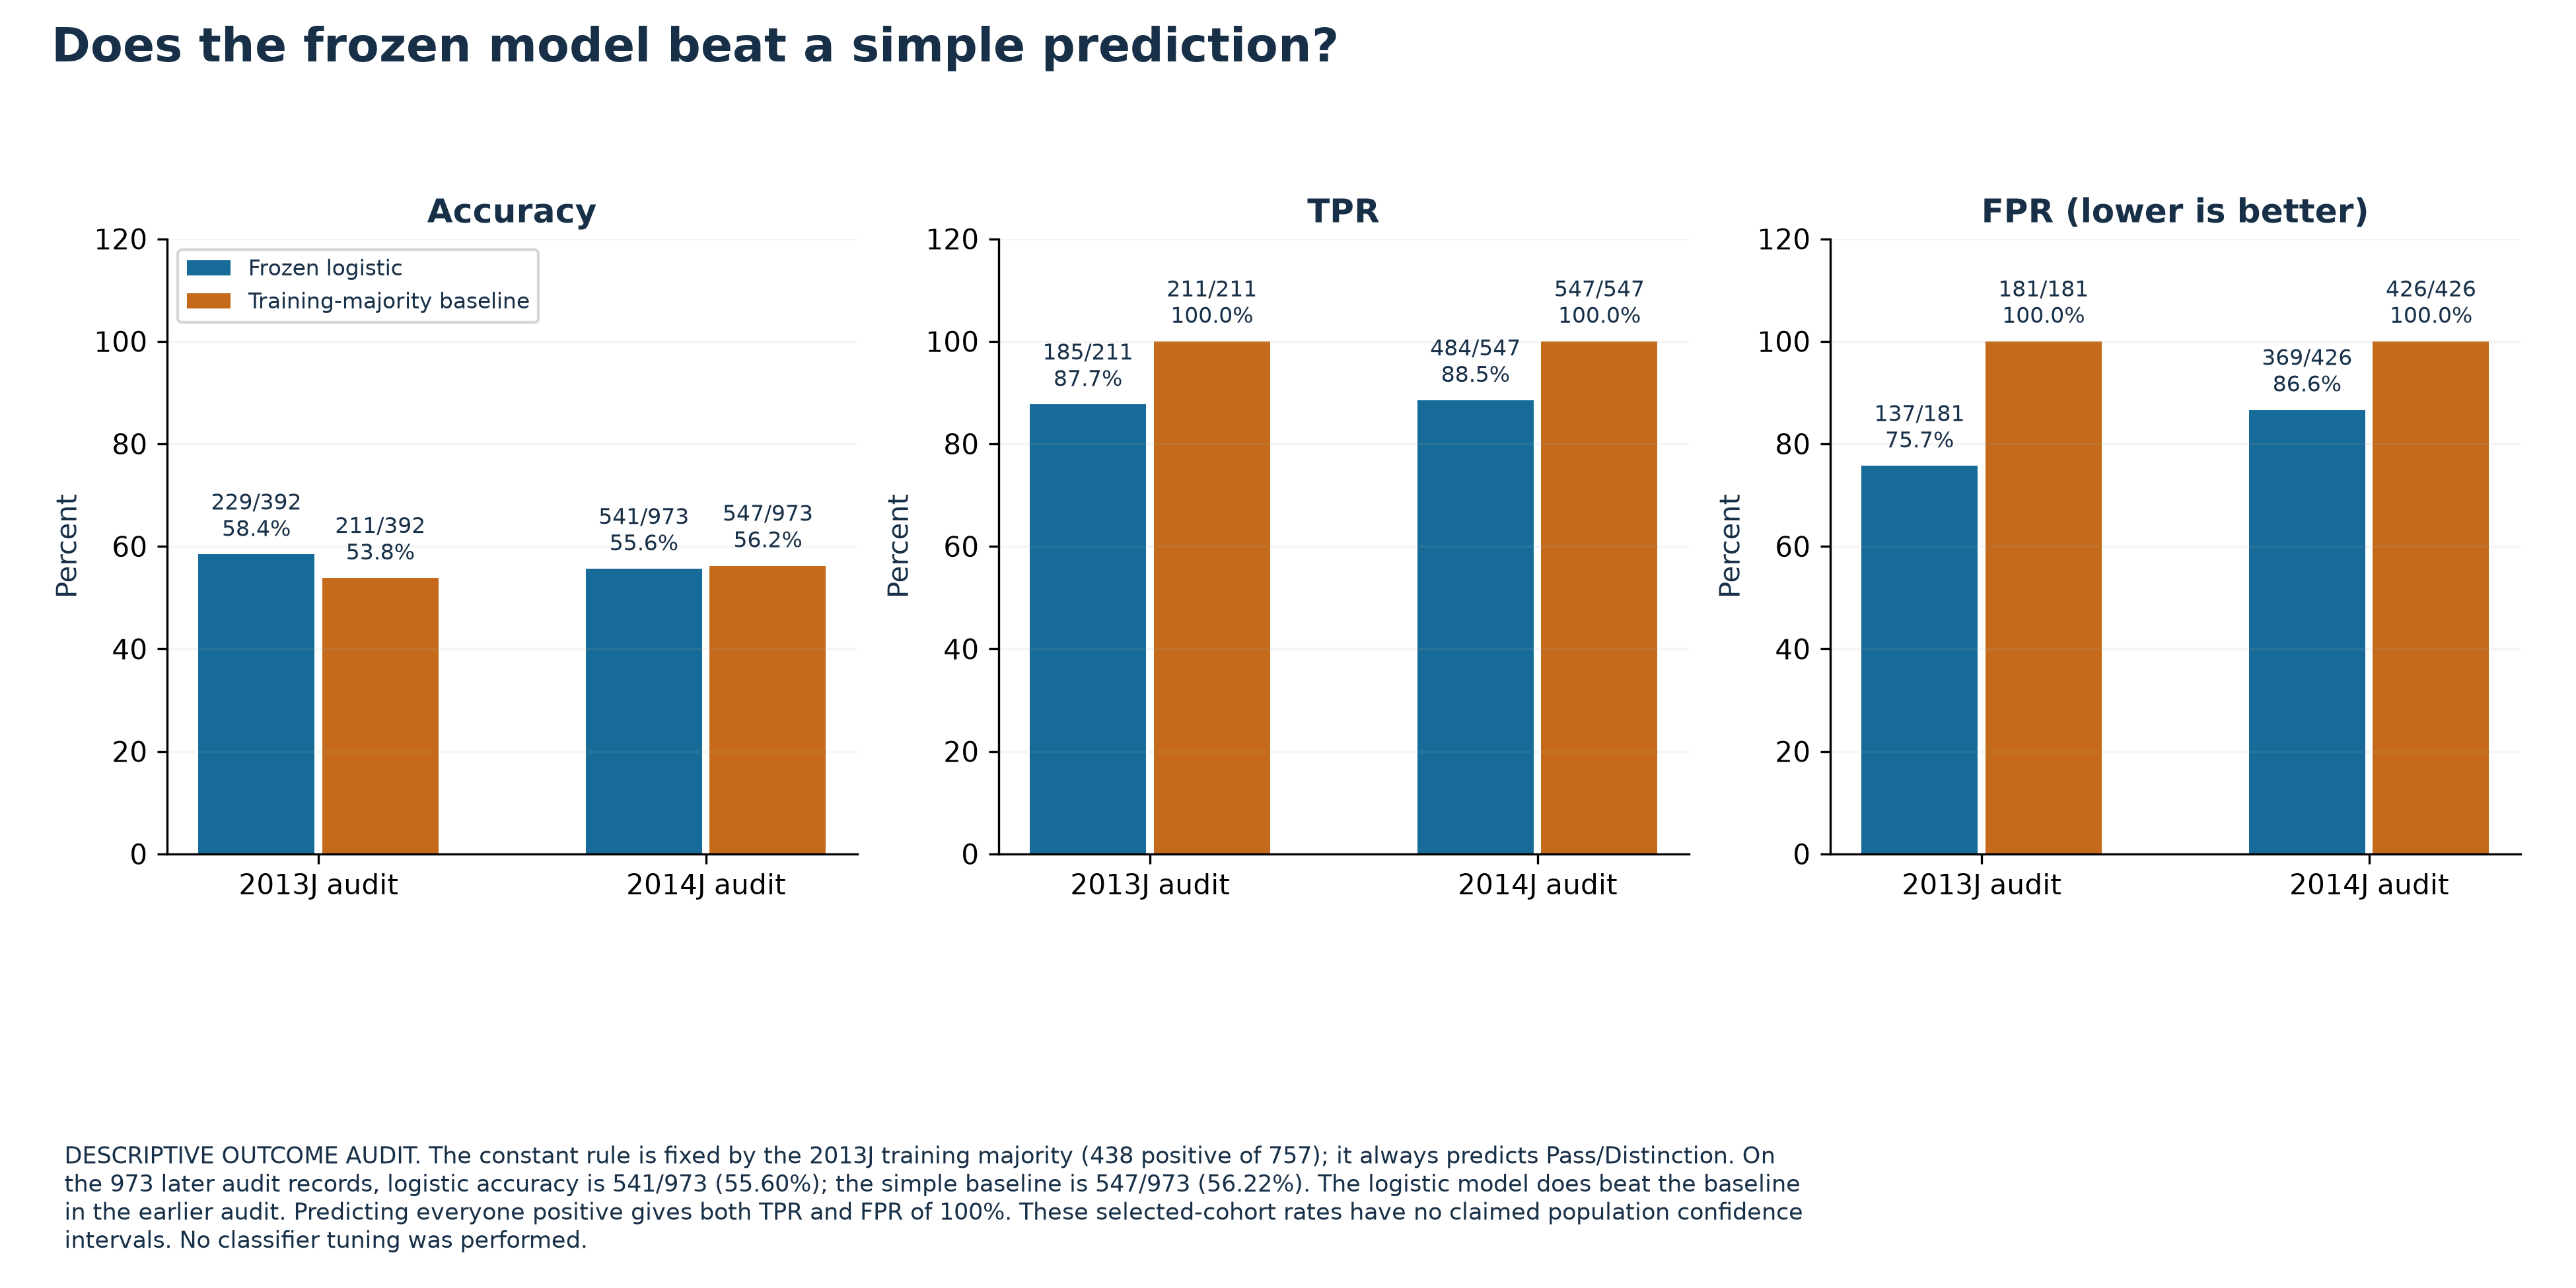 Does the frozen model beat a simple prediction?
Accuracy
120
100
80
60
40
20
0
Percent
Frozen logistic
Training-majority baseline
229/392
58.4%
211/392
53.8%
541/973
55.6%
547/973
56.2%
2013J audit
2014J audit
TPR
120
100
80
60
40
20
0
Percent
185/211
87.7%
211/211
100.0%
484/547
88.5%
547/547
100.0%
2013J audit
2014J audit
FPR (lower is better)
120
100
80
60
40
20
0
Percent
137/181
75.7%
181/181
100.0%
369/426
86.6%
426/426
100.0%
2013J audit
2014J audit
DESCRIPTIVE OUTCOME AUDIT. The constant rule is fixed by the 2013J training majority (438 positive of 757); it always predicts Pass/Distinction. On
the 973 later audit records, logistic accuracy is 541/973 (55.60%); the simple baseline is 547/973 (56.22%). The logistic model does beat the baseline
in the earlier audit. Predicting everyone positive gives both TPR and FPR of 100%. These selected-cohort rates have no claimed population confidence
intervals. No classifier tuning was performed.